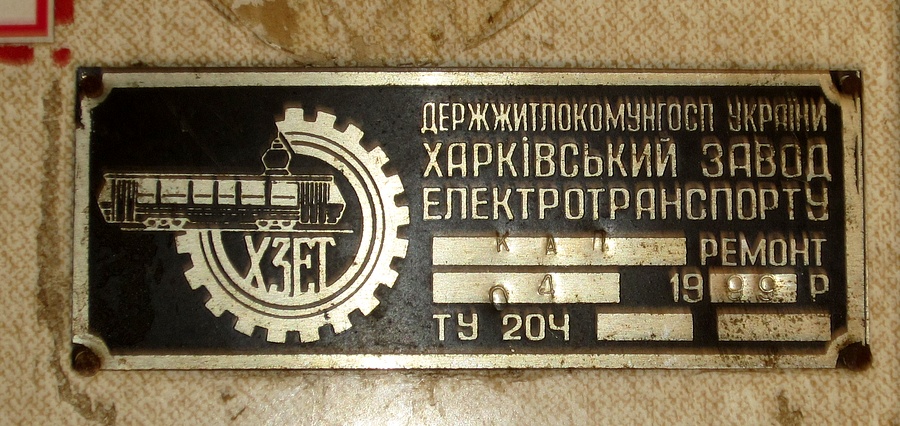 ДЕРЖЖИТЛОКОМУНГОСП УКРАЇНИ
ХАРКІВСЬКИЙ ЗАВОД
ЕЛЕКТРОТРАНСПОРТУ
КАП РЕМОНТ
04 1999 Р
ТУ 204
ХЗЕТ